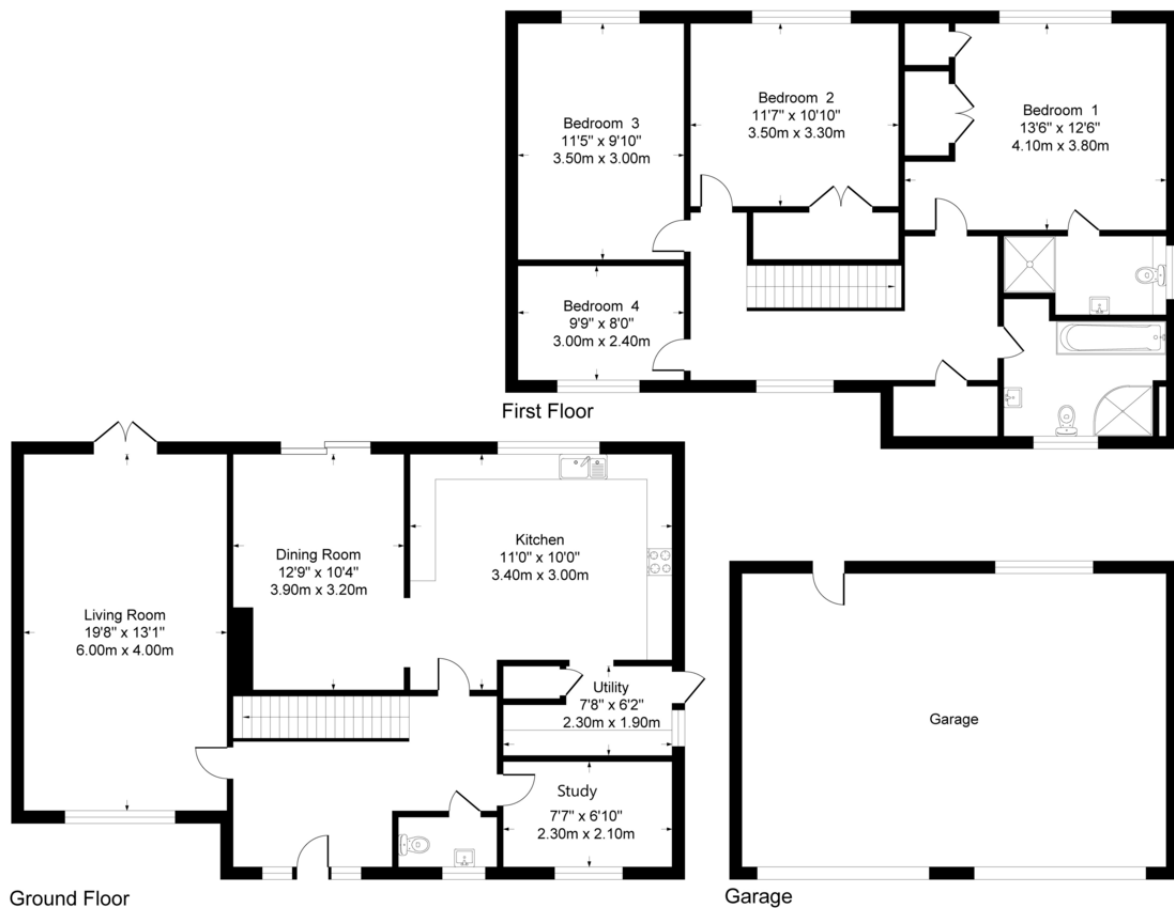 Bedroom 3
11'5" x 9'10"
3.50m x 3.00m
Bedroom 2
11'7" x 10'10"
3.50m x 3.30m
Bedroom 1
13'6" x 12'6"
4.10m x 3.80m
Bedroom 4
9'9" x 8'0"
3.00m x 2.40m
First Floor
Living Room
19'8" x 13'1"
6.00m x 4.00m
Dining Room
12'9" x 10'4"
3.90m x 3.20m
Kitchen
11'0" x 10'0"
3.40m x 3.00m
Utility
7'8" x 6'2"
2.30m x 1.90m
Study
7'7" x 6'10"
2.30m x 2.10m
Ground Floor
Garage
Garage